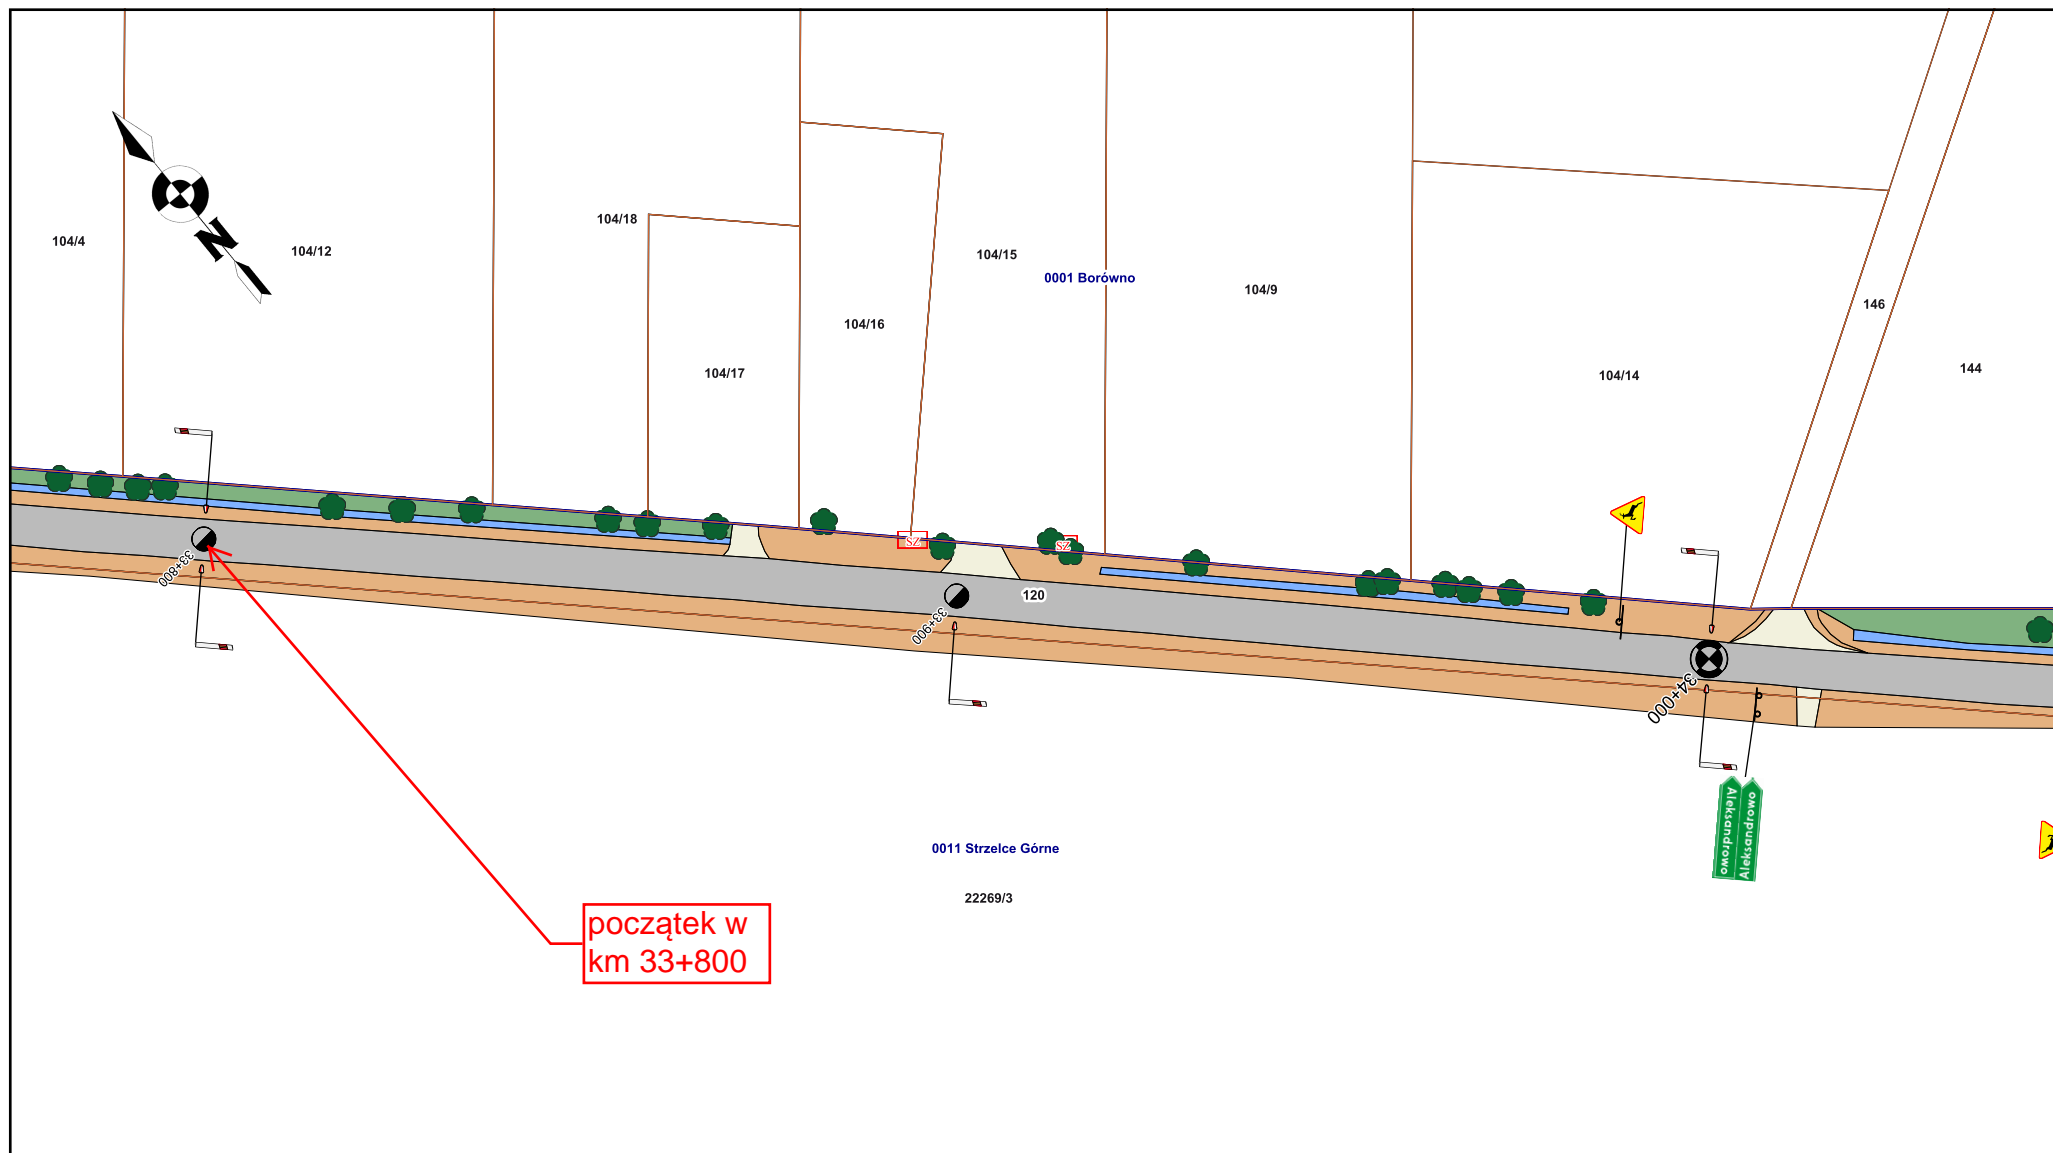 104/4
N
104/12
104/18
104/17
104/16
104/15
0001 Borówno
104/9
104/14
146
144
33+800
SZ
SZ
33+900
120
34+000
Aleksandrowo
Aleksandrowo
0011 Strzelce Górne
22269/3
początek w
km 33+800